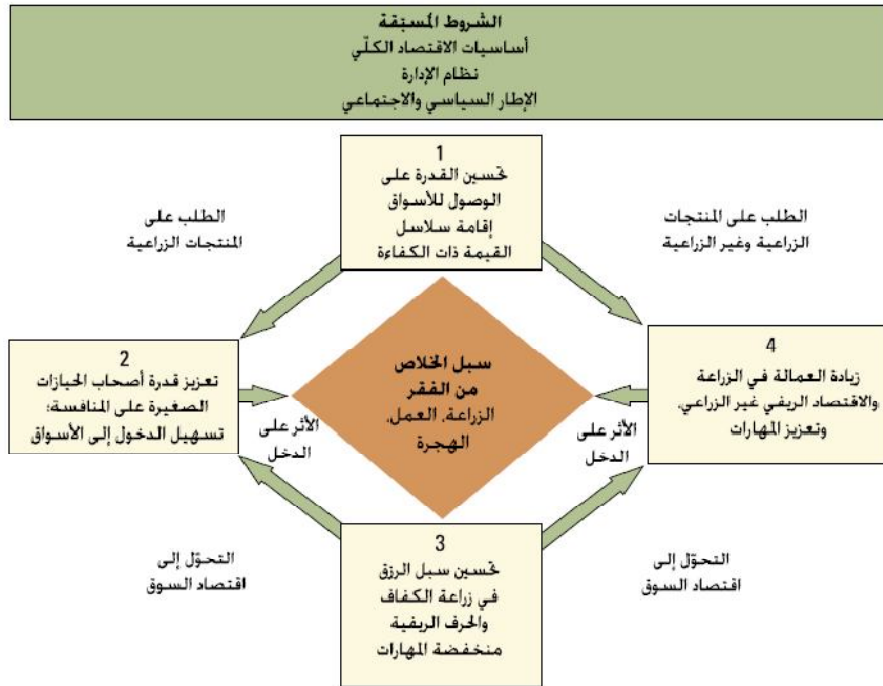 الشروط المسبّقة
أساسيات الاقتصاد الكلّي
نظام الإدارة
الإطار السياسي والاجتماعي
1
تحسين القدرة على
الوصول للأسواق
إقامة سلاسل
القيمة ذات الكفاءة
الطلب على المنتجات
الزراعية وغير الزراعية
الطلب على
المنتجات الزراعية
4
زيادة العمالة في الزراعة
والاقتصاد الريفي غير الزراعي،
وتعزيز المهارات
سبل الخلاص
من الفقر
الزراعة، العمل،
الهجرة
2
تعزيز قدرة أصحاب الحيازات
الصغيرة على المنافسة؛
تسهيل الدخول إلى الأسواق
الأثر على
الدخل
الأثر على
الدخل
3
تحسين سبل الرزق
في زراعة الكفاف
والحرف الريفية
منخفضة المهارات
التحوّل إلى
اقتصاد السوق
التحوّل إلى
اقتصاد السوق